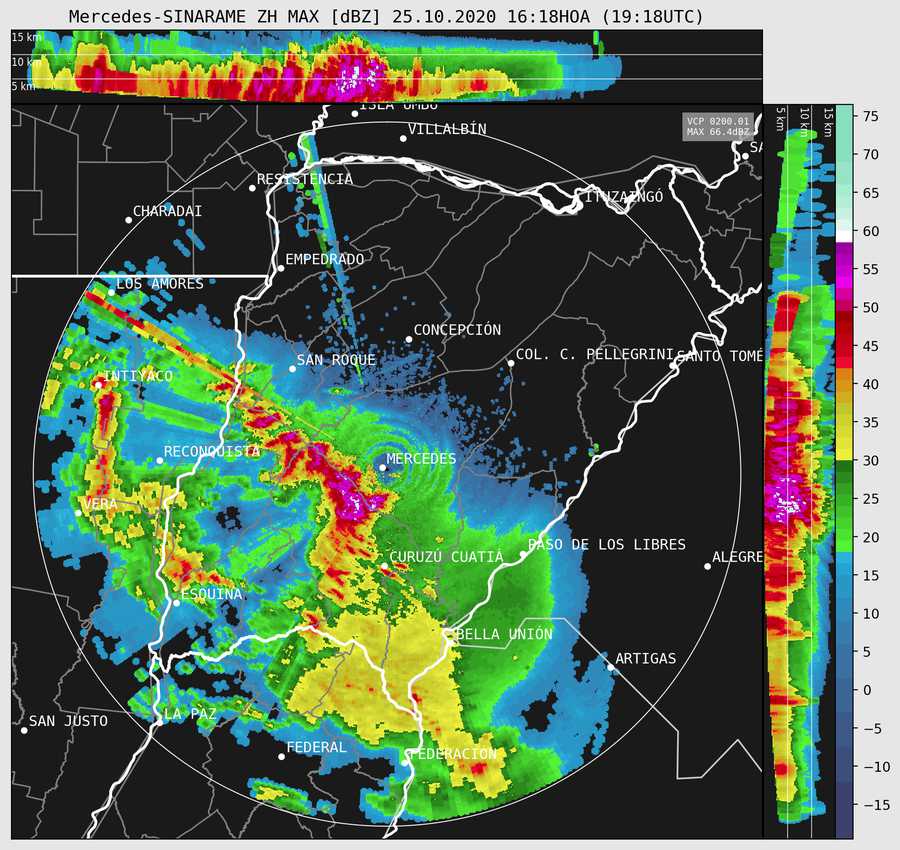 Mercedes-SINARAME ZH MAX [dBZ] 25.10.2020 16:18HOA (19:18UTC)
15 km
10 km
5 km
5 km
10 km
15 km
VCP 0200.01
MAX 66.4dBZ
ISLA UMBÚ
VILLALBÍN
SA
RESISTENCIA
ITUZAINGÓ
CHARADAI
EMPEDRADO
LOS AMORES
CONCEPCIÓN
SAN ROQUE
COL. C. PELLEGRINI
SANTO TOMÉ
INTIYACO
RECONQUISTA
MERCEDES
VERA
PASO DE LOS LIBRES
CURUZÚ CUATIÁ
ALEGRE
ESQUINA
BELLA UNIÓN
ARTIGAS
LA PAZ
SAN JUSTO
FEDERAL
FEDERACIÓN
75
70
65
60
55
50
45
40
35
30
25
20
15
10
5
0
−5
−10
−15